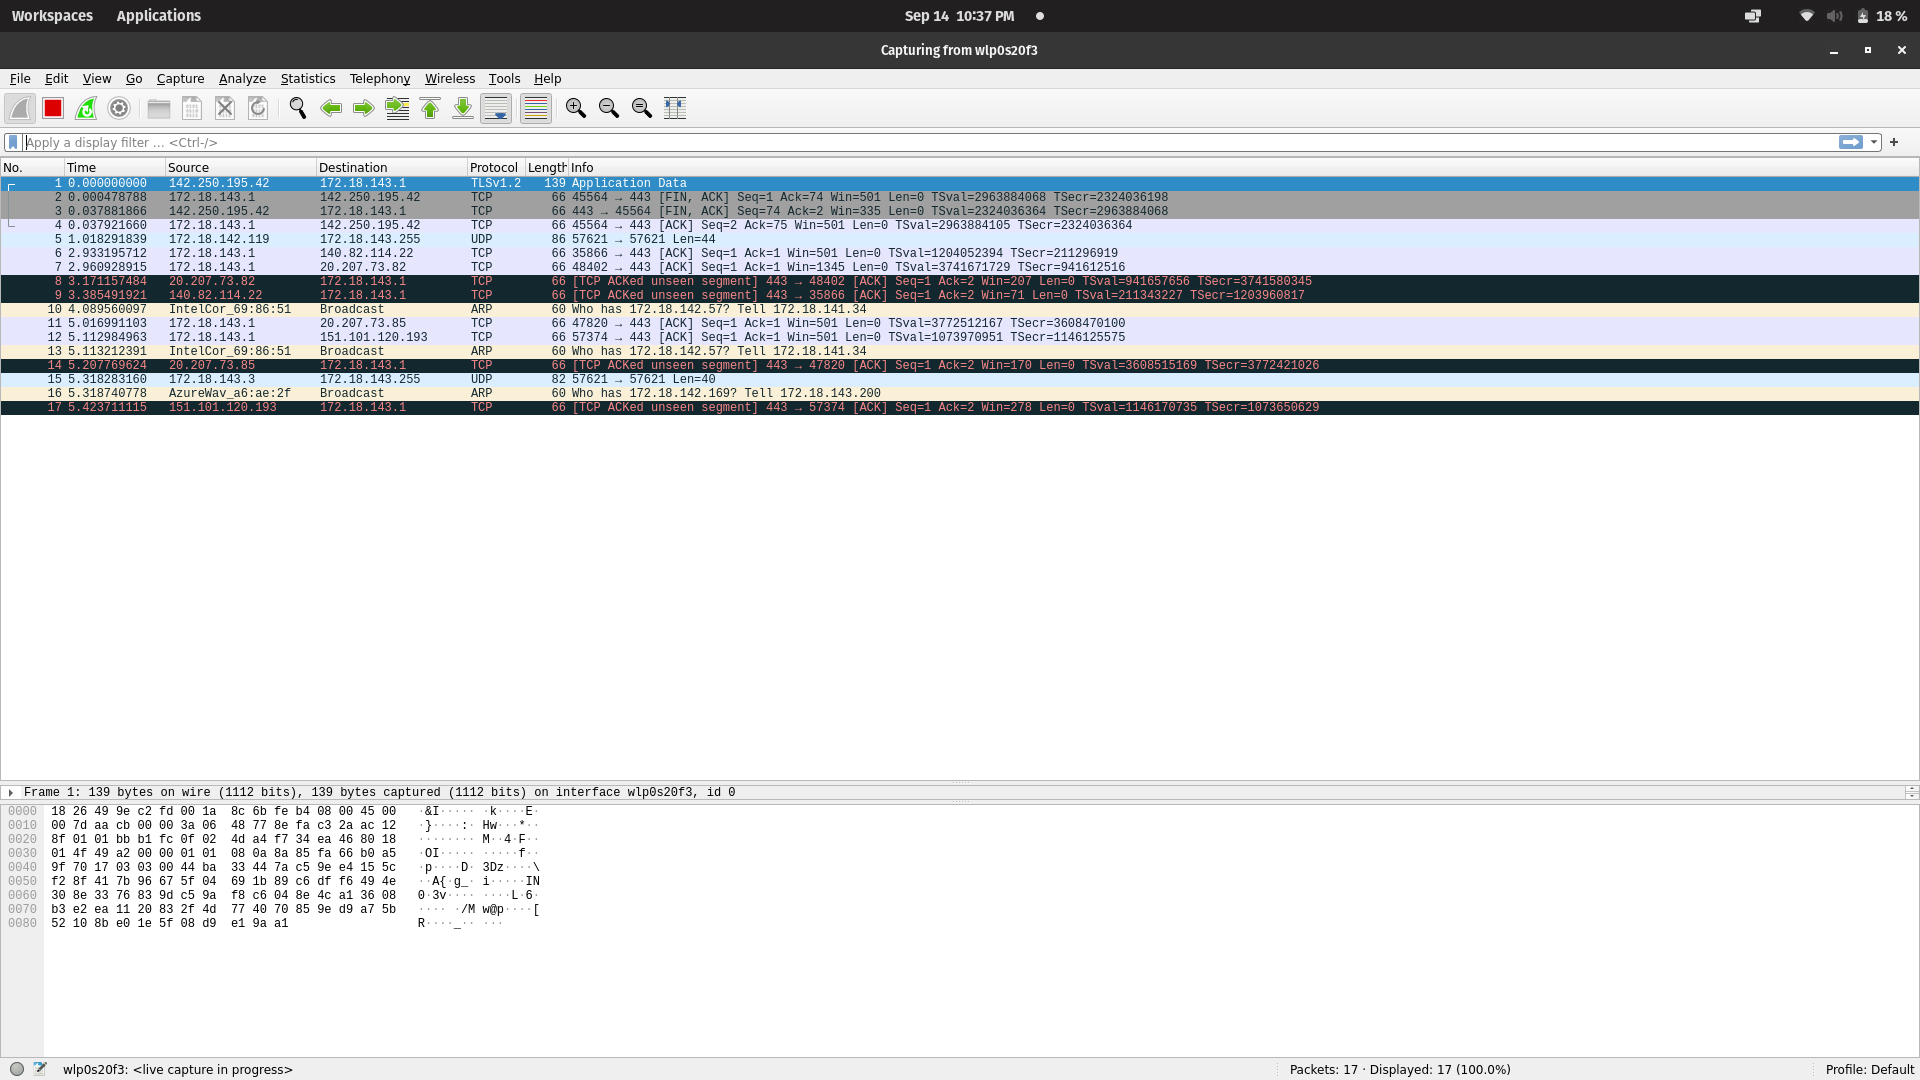 Workspaces Applications Sep 14 10:37 PM 18 %
Capturing from wlp0s20f3
File Edit View Go Capture Analyze Statistics Telephony Wireless Tools Help
Apply a display filter … <Ctrl-/>
No. Time Source Destination Protocol Length Info
1 0.000000000 142.250.195.42 172.18.143.1 TLSv1.2 139 Application Data
2 0.000478788 172.18.143.1 142.250.195.42 TCP 66 45564 → 443 [FIN, ACK] Seq=1 Ack=74 Win=501 Len=0 TSval=2963884068 TSecr=2324036198
3 0.037881866 142.250.195.42 172.18.143.1 TCP 66 443 → 45564 [FIN, ACK] Seq=74 Ack=2 Win=335 Len=0 TSval=2324036364 TSecr=2963884068
4 0.037921660 172.18.143.1 142.250.195.42 TCP 66 45564 → 443 [ACK] Seq=2 Ack=75 Win=501 Len=0 TSval=2963884105 TSecr=2324036364
5 1.018291839 172.18.142.119 172.18.143.255 UDP 86 57621 → 57621 Len=44
6 2.933195712 172.18.143.1 140.82.114.22 TCP 66 35866 → 443 [ACK] Seq=1 Ack=1 Win=501 Len=0 TSval=1204052394 TSecr=211296919
7 2.960928915 172.18.143.1 20.207.73.82 TCP 66 48402 → 443 [ACK] Seq=1 Ack=1 Win=1345 Len=0 TSval=3741671729 TSecr=941612516
8 3.171157484 20.207.73.82 172.18.143.1 TCP 66 [TCP ACKed unseen segment] 443 → 48402 [ACK] Seq=1 Ack=2 Win=207 Len=0 TSval=941657656 TSecr=3741580345
9 3.385491921 140.82.114.22 172.18.143.1 TCP 66 [TCP ACKed unseen segment] 443 → 35866 [ACK] Seq=1 Ack=2 Win=71 Len=0 TSval=211343227 TSecr=1203960817
10 4.089560097 IntelCor_69:86:51 Broadcast ARP 60 Who has 172.18.142.57? Tell 172.18.141.34
11 5.016991103 172.18.143.1 20.207.73.85 TCP 66 47820 → 443 [ACK] Seq=1 Ack=1 Win=501 Len=0 TSval=3772512167 TSecr=3608470100
12 5.112984963 172.18.143.1 151.101.120.193 TCP 66 57374 → 443 [ACK] Seq=1 Ack=1 Win=501 Len=0 TSval=1073970951 TSecr=1146125575
13 5.113212391 IntelCor_69:86:51 Broadcast ARP 60 Who has 172.18.142.57? Tell 172.18.141.34
14 5.207769624 20.207.73.85 172.18.143.1 TCP 66 [TCP ACKed unseen segment] 443 → 47820 [ACK] Seq=1 Ack=2 Win=170 Len=0 TSval=3608515169 TSecr=3772421026
15 5.318283160 172.18.143.3 172.18.143.255 UDP 82 57621 → 57621 Len=40
16 5.318740778 AzureWav_a6:ae:2f Broadcast ARP 60 Who has 172.18.142.169? Tell 172.18.143.200
17 5.423711115 151.101.120.193 172.18.143.1 TCP 66 [TCP ACKed unseen segment] 443 → 57374 [ACK] Seq=1 Ack=2 Win=278 Len=0 TSval=1146170735 TSecr=1073650629
Frame 1: 139 bytes on wire (1112 bits), 139 bytes captured (1112 bits) on interface wlp0s20f3, id 0
0000 18 26 49 9e c2 fd 00 1a 8c 6b fe b4 08 00 45 00 ·&I····· ·k····E·
0010 00 7d aa cb 00 00 3a 06 48 77 8e fa c3 2a ac 12 ·}····:· Hw···*··
0020 8f 01 01 bb b1 fc 0f 02 4d a4 f7 34 ea 46 80 18 ········ M··4·F··
0030 01 4f 49 a2 00 00 01 01 08 0a 8a 85 fa 66 b0 a5 ·OI····· ·····f··
0040 9f 70 17 03 03 00 44 ba 33 44 7a c5 9e e4 15 5c ·p····D· 3Dz····\
0050 f2 8f 41 7b 96 67 5f 04 69 1b 89 c6 df f6 49 4e ··A{·g_· i·····IN
0060 30 8e 33 76 83 9d c5 9a f8 c6 04 8e 4c a1 36 08 0·3v···· ····L·6·
0070 b3 e2 ea 11 20 83 2f 4d 77 40 70 85 9e d9 a7 5b ···· ·/M w@p····[
0080 52 10 8b e0 1e 5f 08 d9 e1 9a a1 R····_·· ···
wlp0s20f3: <live capture in progress> Packets: 17 · Displayed: 17 (100.0%) Profile: Default